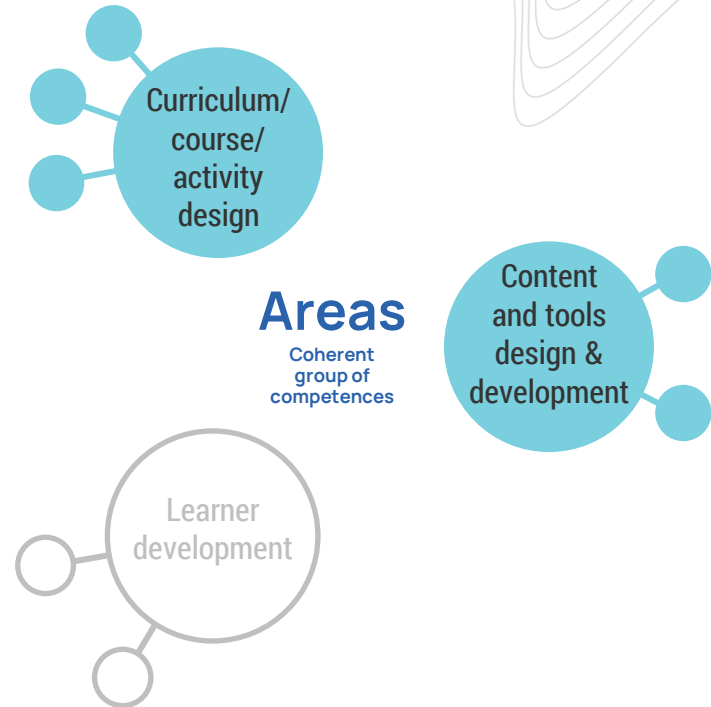 Curriculum/
course/
activity
design
Content
and tools
design &
development
Areas
Coherent
group of
competences
Learner
development